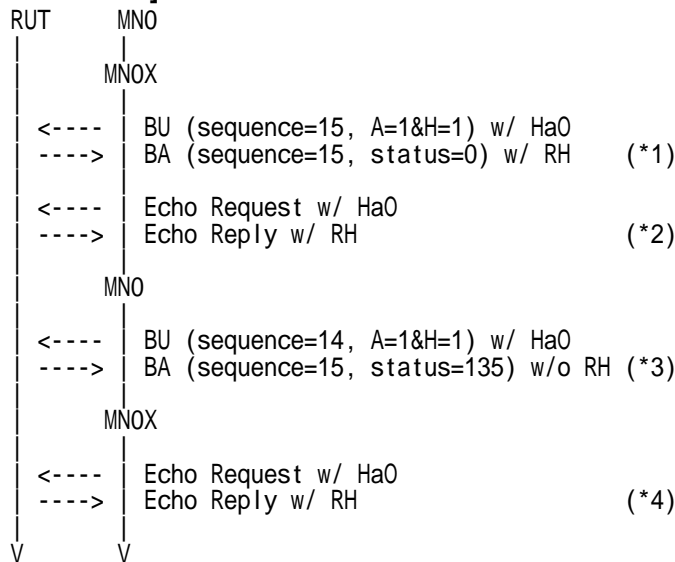 RUT MN0
MN0X
<---- | BU (sequence=15, A=1&H=1) w/ HaO
----> | BA (sequence=15, status=0) w/ RH (*1)
<---- | Echo Request w/ HaO
----> | Echo Reply w/ RH (*2)
MN0
<---- | BU (sequence=14, A=1&H=1) w/ HaO
----> | BA (sequence=15, status=135) w/o RH (*3)
MN0X
<---- | Echo Request w/ HaO
----> | Echo Reply w/ RH (*4)
V V